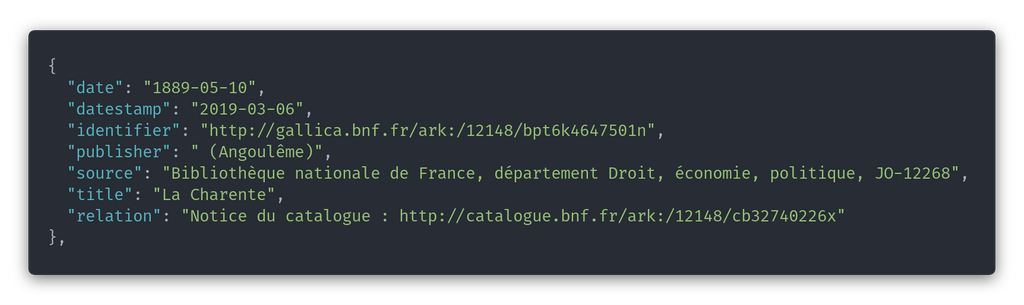 {
"date": "1889-05-10",
"datestamp": "2019-03-06",
"identifier": "http://gallica.bnf.fr/ark:/12148/bpt6k4647501n",
"publisher": " (Angoulême)",
"source": "Bibliothèque nationale de France, département Droit, économie, politique, JO-12268",
"title": "La Charente",
"relation": "Notice du catalogue : http://catalogue.bnf.fr/ark:/12148/cb32740226x"
},